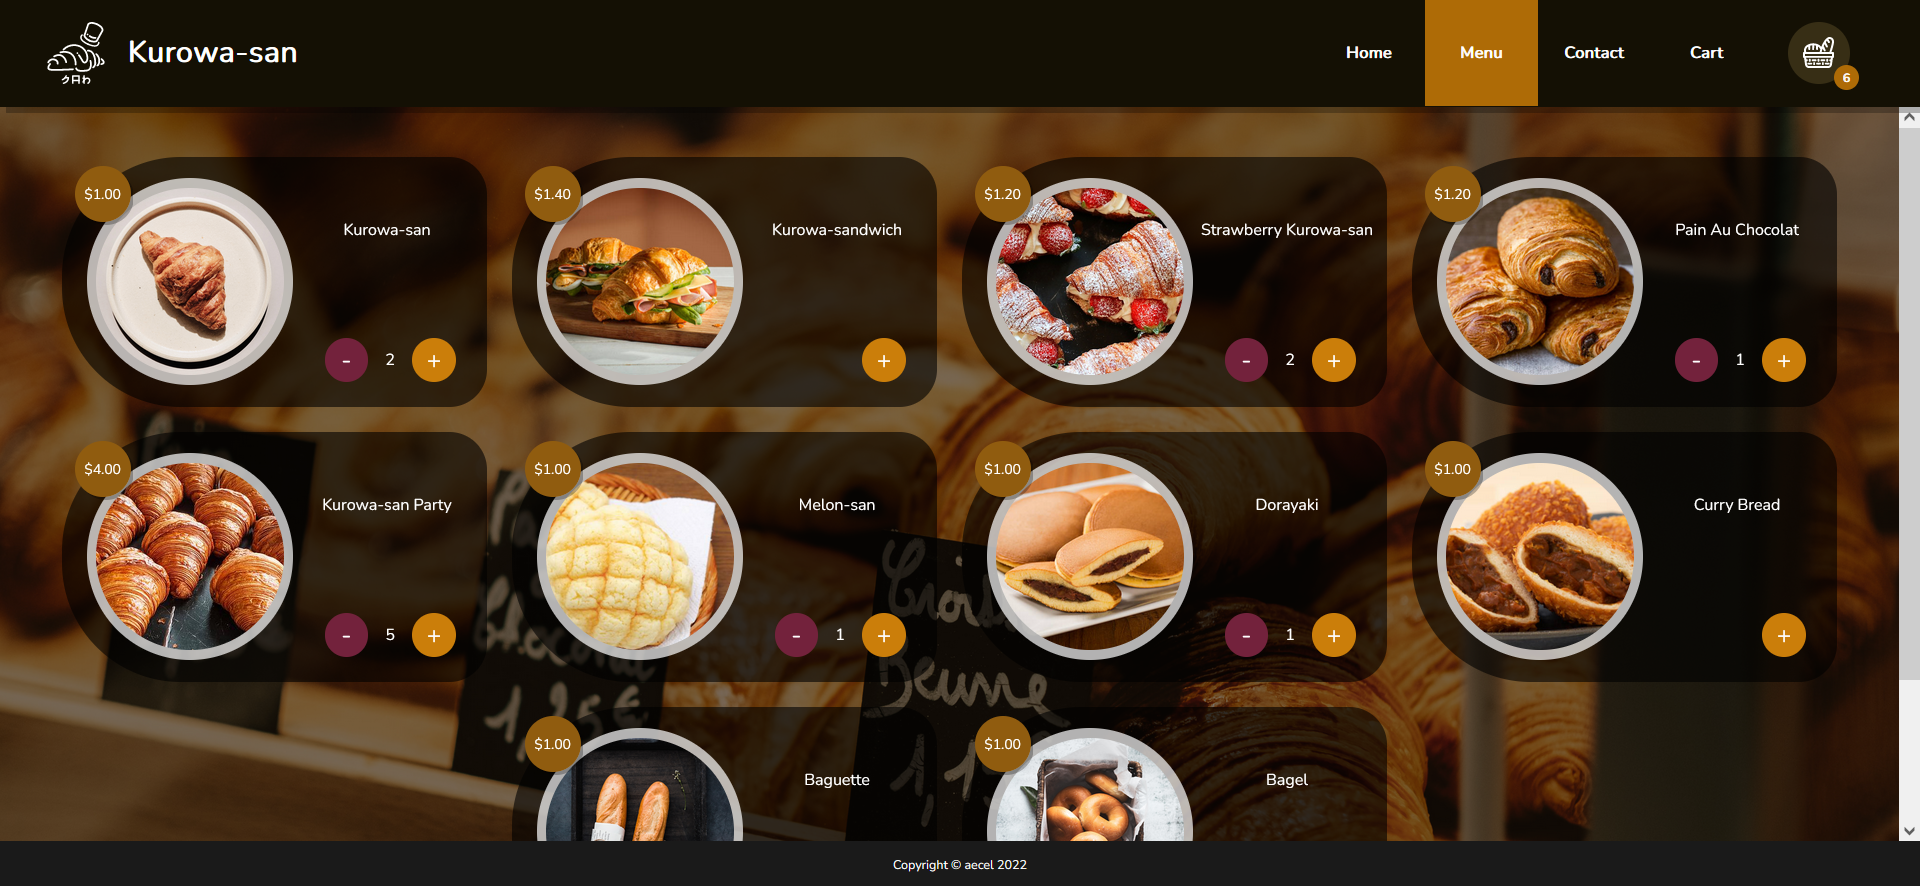 クロわ
Kurowa-san
Home
Menu
Contact
Cart
6
$1.00
Kurowa-san
- 2 +
$1.40
Kurowa-sandwich
+
$1.20
Strawberry Kurowa-san
- 2 +
$1.20
Pain Au Chocolat
- 1 +
$4.00
Kurowa-san Party
- 5 +
$1.00
Melon-san
- 1 +
$1.00
Dorayaki
- 1 +
$1.00
Curry Bread
+
$1.00
Baguette
$1.00
Bagel
Beurre
Copyright © aecel 2022